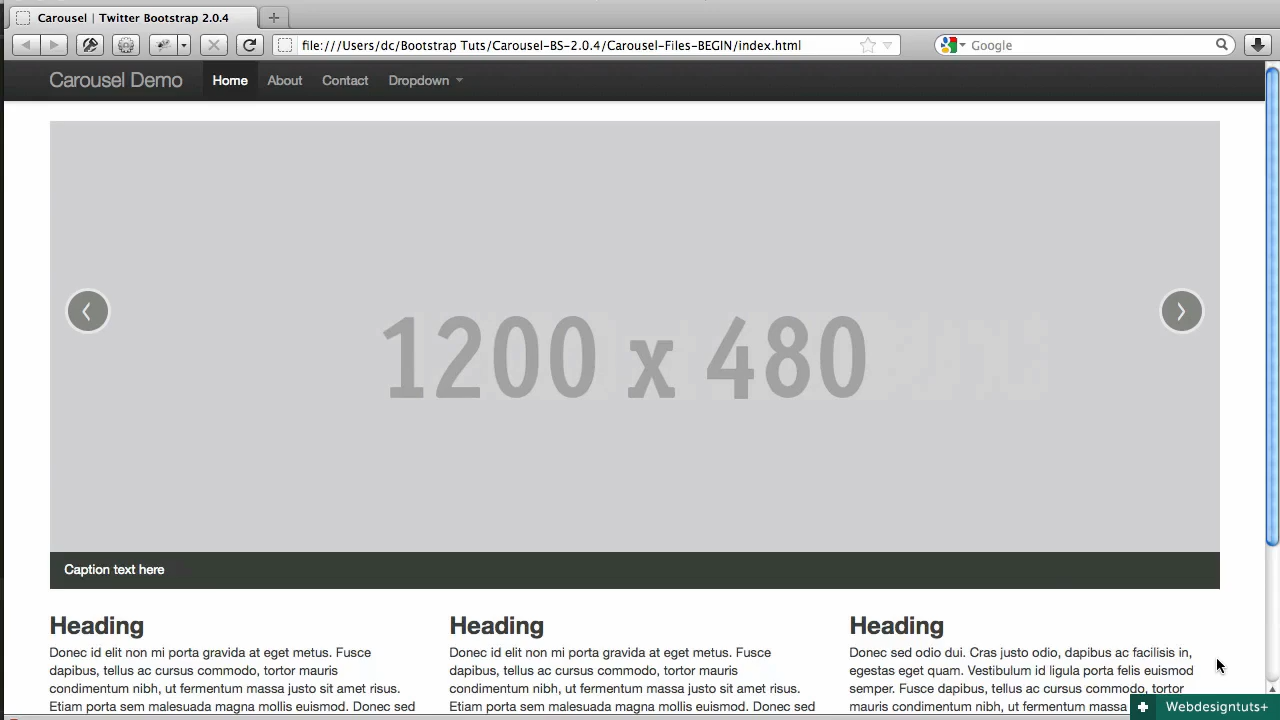 Carousel | Twitter Bootstrap 2.0.4
file:///Users/dc/Bootstrap Tuts/Carousel-BS-2.0.4/Carousel-Files-BEGIN/index.html
Google
Carousel Demo
Home
About
Contact
Dropdown
1200 x 480
Caption text here
Heading
Donec id elit non mi porta gravida at eget metus. Fusce
dapibus, tellus ac cursus commodo, tortor mauris
condimentum nibh, ut fermentum massa justo sit amet risus.
Etiam porta sem malesuada magna mollis euismod. Donec sed
Heading
Donec id elit non mi porta gravida at eget metus. Fusce
dapibus, tellus ac cursus commodo, tortor mauris
condimentum nibh, ut fermentum massa justo sit amet risus.
Etiam porta sem malesuada magna mollis euismod. Donec sed
Heading
Donec sed odio dui. Cras justo odio, dapibus ac facilisis in,
egestas eget quam. Vestibulum id ligula porta felis euismod
semper. Fusce dapibus, tellus ac cursus commodo, tortor
mauris condimentum nibh, ut fermentum massa
Webdesigntuts+